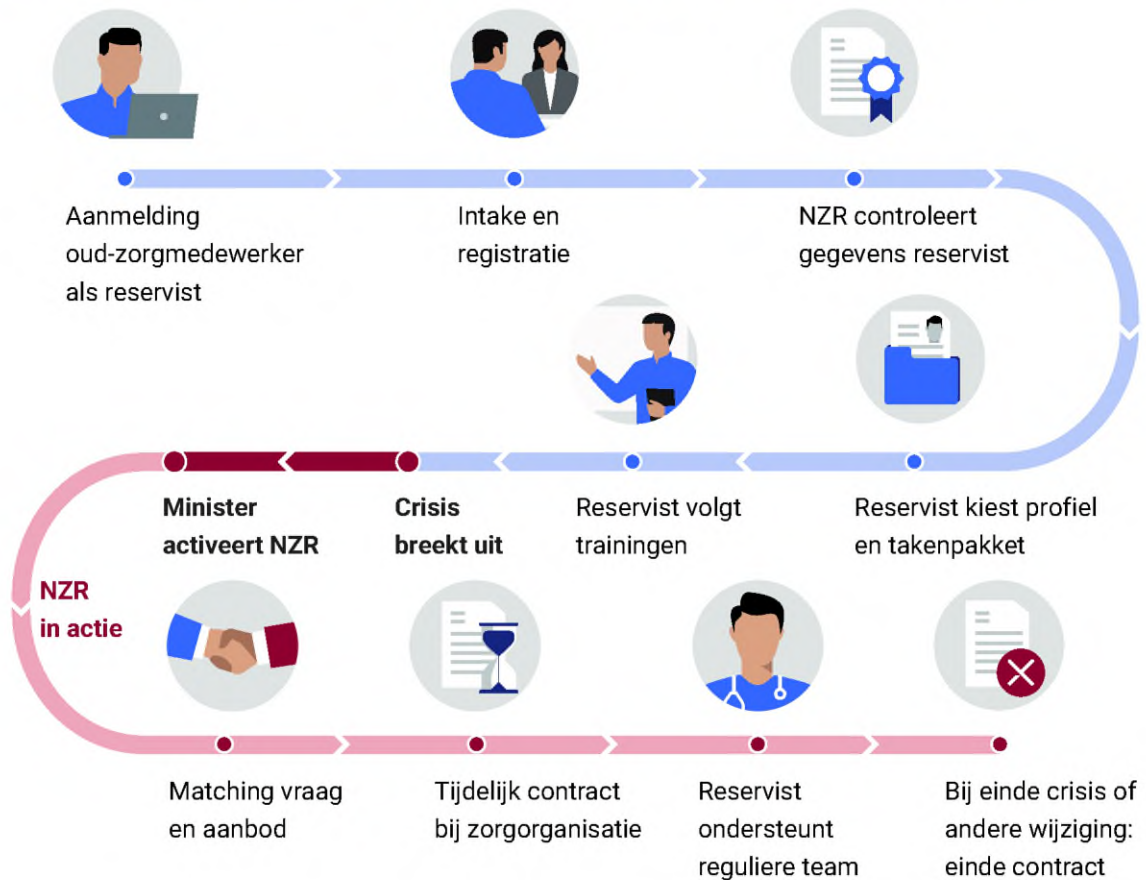 Aanmelding
oud-zorgmedewerker
als reservist
Intake en
registratie
NZR controleert
gegevens reservist
Reservist kiest profiel
en takenpakket
Reservist volgt
trainingen
Crisis
breekt uit
Minister
activeert NZR
NZR
in actie
Matching vraag
en aanbod
Tijdelijk contract
bij zorgorganisatie
Reservist
ondersteunt
reguliere team
Bij einde crisis of
andere wijziging:
einde contract